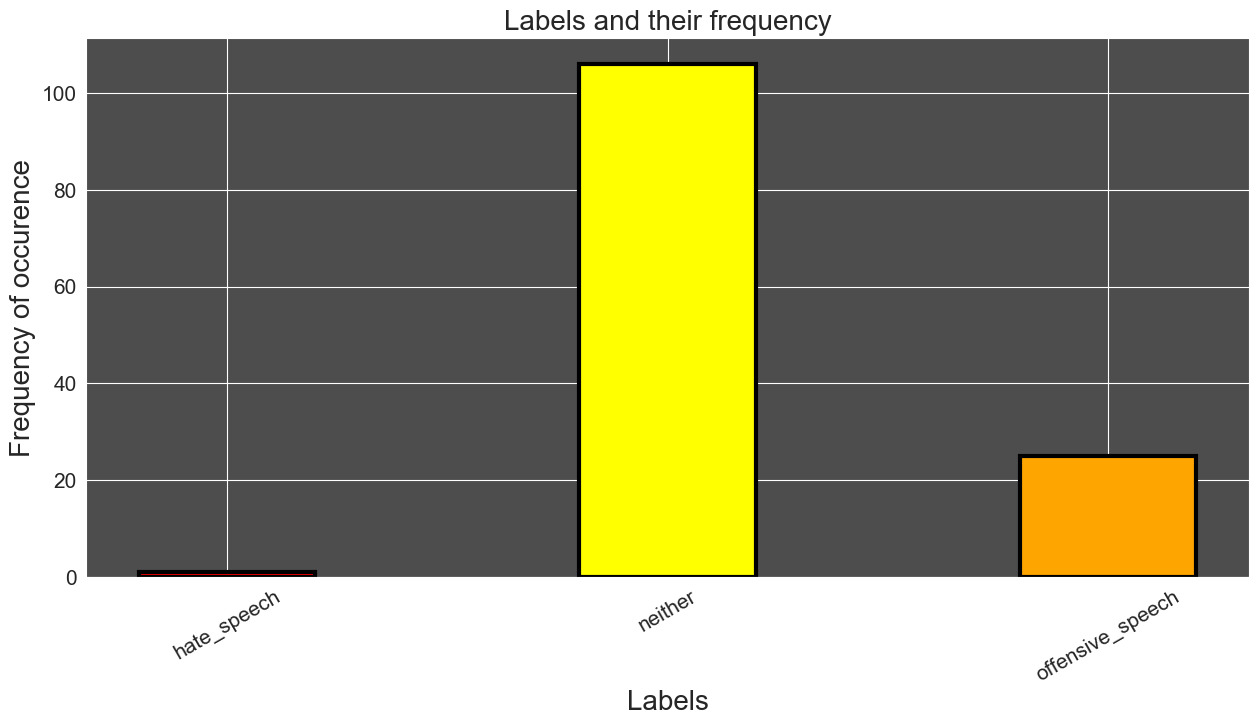 Labels and their frequency
Frequency of occurence
100
80
60
40
20
0
hate_speech
neither
offensive_speech
Labels